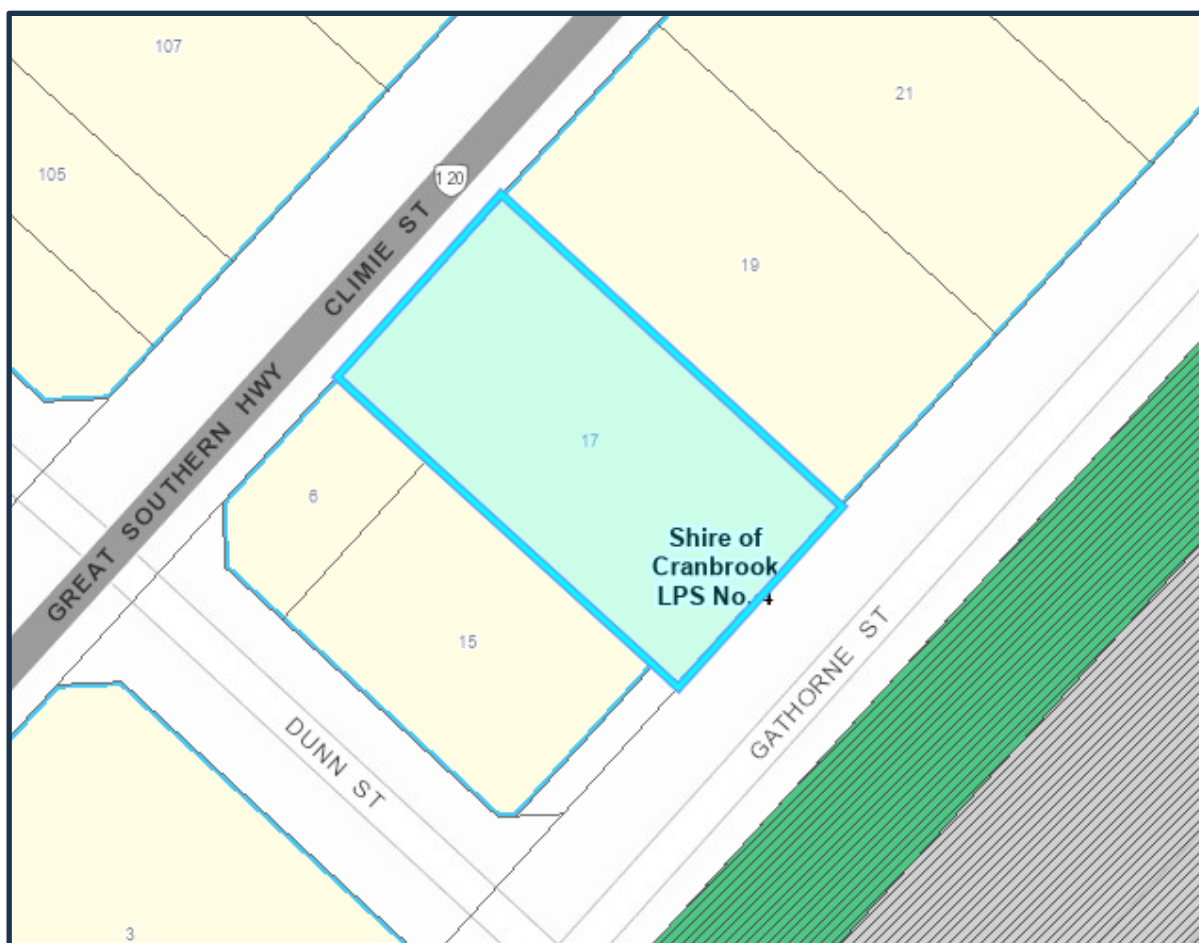 107
21
105
1 20
CLIMIE ST
19
GREAT SOUTHERN HWY
17
6
Shire of
Cranbrook
LPS No. 4
15
GATHORNE ST
DUNN ST
3